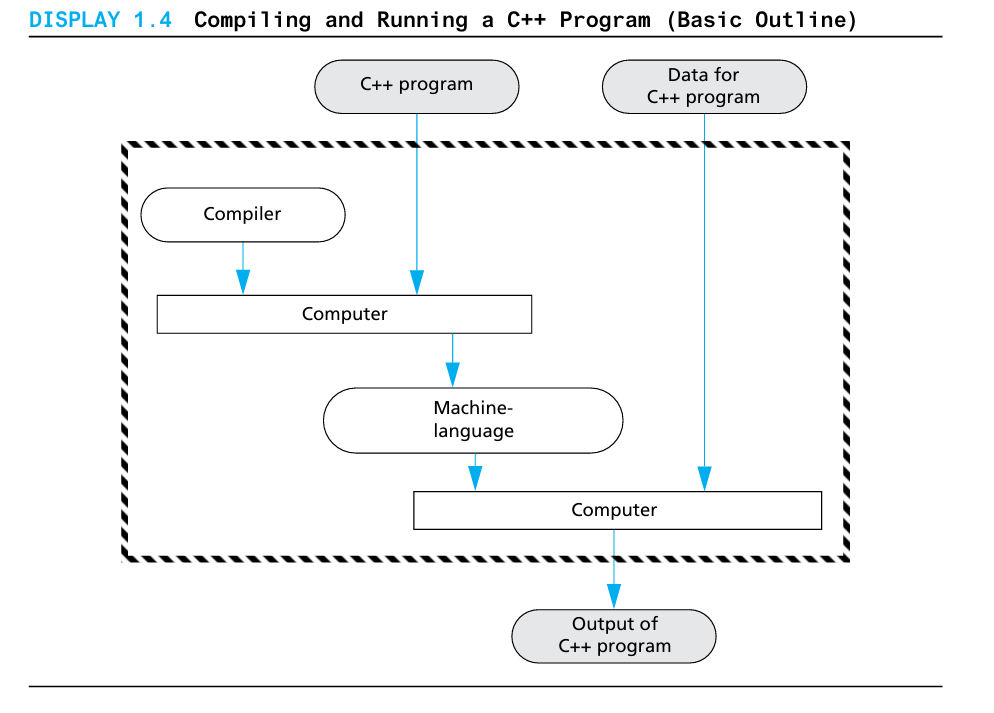 DISPLAY 1.4 Compiling and Running a C++ Program (Basic Outline)
C++ program
Data for
C++ program
Compiler
Computer
Machine-
language
Computer
Output of
C++ program